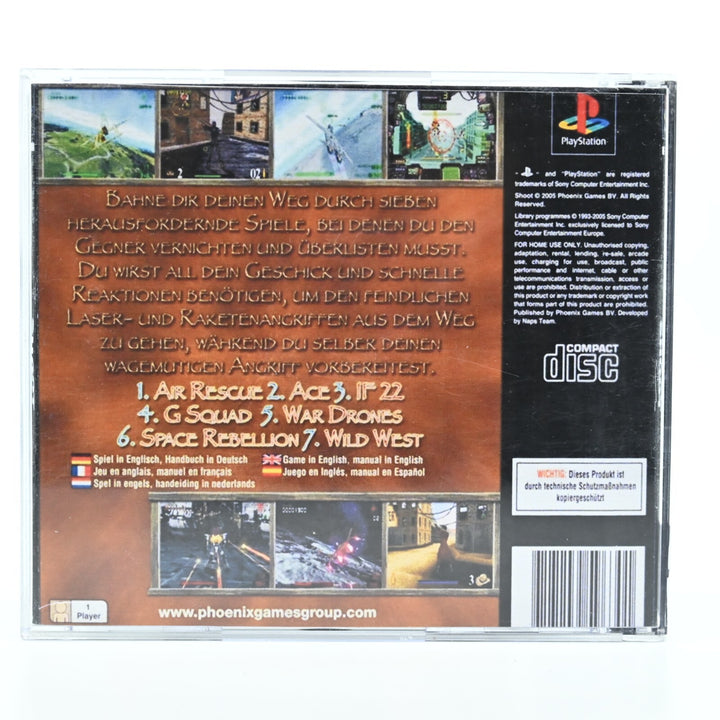 BAHNE DIR DEINEN WEG DURCH SIEBEN
HERAUSFORDERNDE SPIELE, BEI DENEN DU DEN
GEGNER VERNICHTEN UND ÜBERLISTEN MUSST.
DU WIRST ALL DEIN GESCHICK UND SCHNELLE
REAKTIONEN BENÖTIGEN, UM DEN FEINDLICHEN
LASER- UND RAKETENANGRIFFEN AUS DEM WEG
ZU GEHEN, WÄHREND DU SELBER DEINEN
WAGEMUTIGEN ANGRIFF VORBEREITEST.
1. AIR RESCUE 2. ACE 3. IF 22
4. G SQUAD 5. WAR DRONES
6. SPACE REBELLION 7. WILD WEST
Spiel in Englisch, Handbuch in Deutsch
Game in English, manual in English
Jeu en anglais, manuel en français
Juego en Inglés, manual en Español
Spel in engels, handeiding in nederlands
1
Player
www.phoenixgamesgroup.com
PlayStation
" - " and "PlayStation" are registered
trademarks of Sony Computer Entertainment Inc.
Shoot © 2005 Phoenix Games BV. All Rights
Reserved.
Library programmes © 1993-2005 Sony Computer
Entertainment Inc. exclusively licensed to Sony
Computer Entertainment Europe.
FOR HOME USE ONLY. Unauthorised copying,
adaptation, rental, lending, re-sale, arcade
use, charging for use, broadcast, public
performance and internet, cable or other
telecommunications transmission, access or
use are prohibited. Distribution or extraction of
this product or any trademark or copyright work
that forms part of this product are prohibited.
Published by Phoenix Games BV. Developed
by Naps Team.
COMPACT
disc
WICHTIG: Dieses Produkt ist
durch technische Schutzmaßnahmen
kopiergeschützt